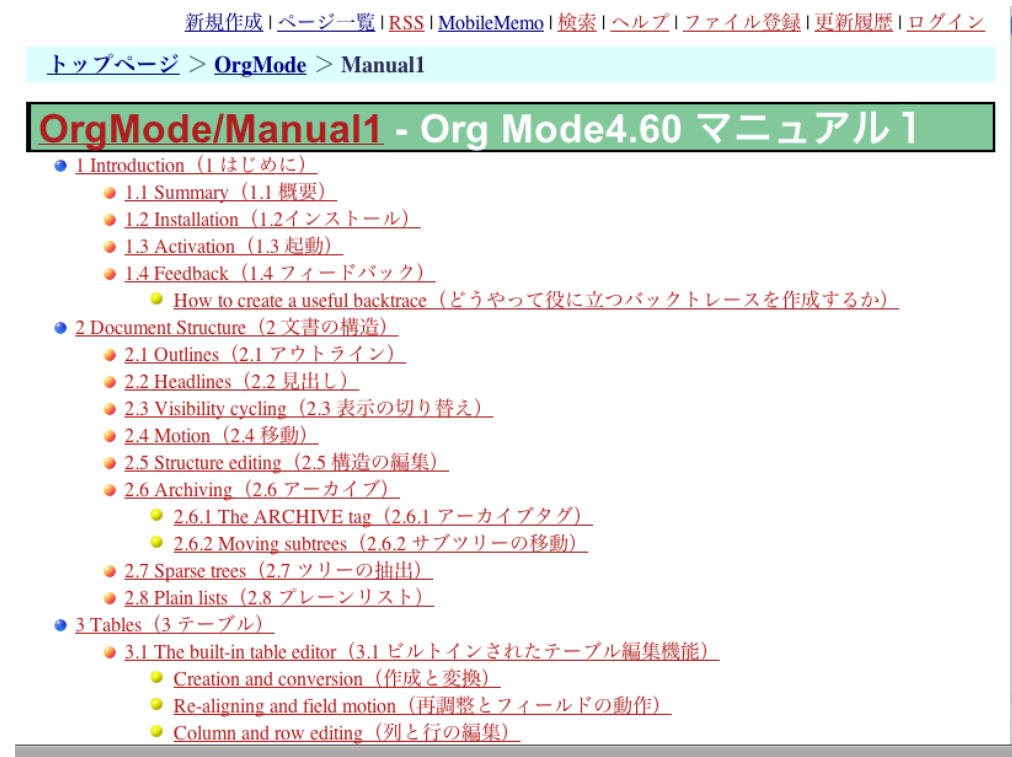 新規作成 | ページ一覧 | RSS | MobileMemo | 検索 | ヘルプ | ファイル登録 | 更新履歴 | ログイン
トップページ > OrgMode > Manual1
OrgMode/Manual1 - Org Mode4.60 マニュアル１
1 Introduction（1 はじめに）
1.1 Summary（1.1 概要）
1.2 Installation（1.2インストール）
1.3 Activation（1.3 起動）
1.4 Feedback（1.4 フィードバック）
How to create a useful backtrace（どうやって役に立つバックトレースを作成するか）
2 Document Structure（2 文書の構造）
2.1 Outlines（2.1 アウトライン）
2.2 Headlines（2.2 見出し）
2.3 Visibility cycling（2.3 表示の切り替え）
2.4 Motion（2.4 移動）
2.5 Structure editing（2.5 構造の編集）
2.6 Archiving（2.6 アーカイブ）
2.6.1 The ARCHIVE tag（2.6.1 アーカイブタグ）
2.6.2 Moving subtrees（2.6.2 サブツリーの移動）
2.7 Sparse trees（2.7 ツリーの抽出）
2.8 Plain lists（2.8 プレーンリスト）
3 Tables（3 テーブル）
3.1 The built-in table editor（3.1 ビルトインされたテーブル編集機能）
Creation and conversion（作成と変換）
Re-aligning and field motion（再調整とフィールドの動作）
Column and row editing（列と行の編集）